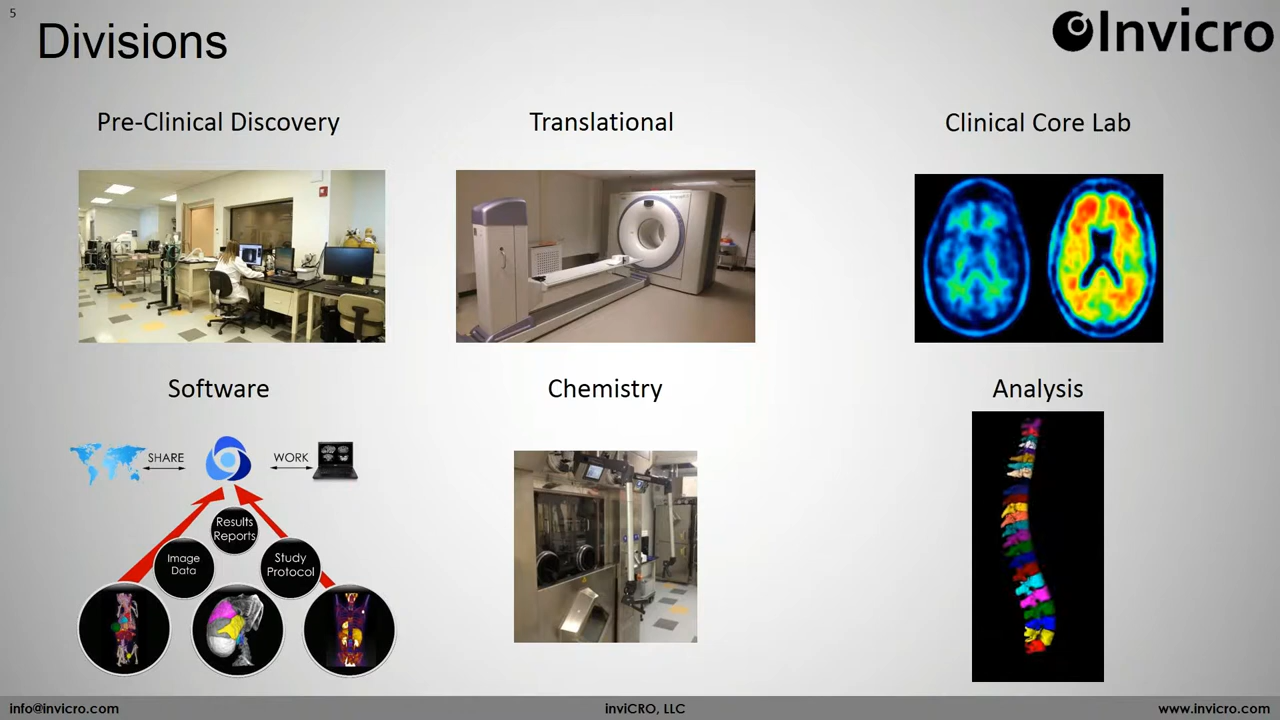 5
Divisions
Invicro
Pre-Clinical Discovery
Translational
Clinical Core Lab
Software
Chemistry
Analysis
SHARE
WORK
Results
Reports
Image
Data
Study
Protocol
info@invicro.com
inviCRO, LLC
www.invicro.com